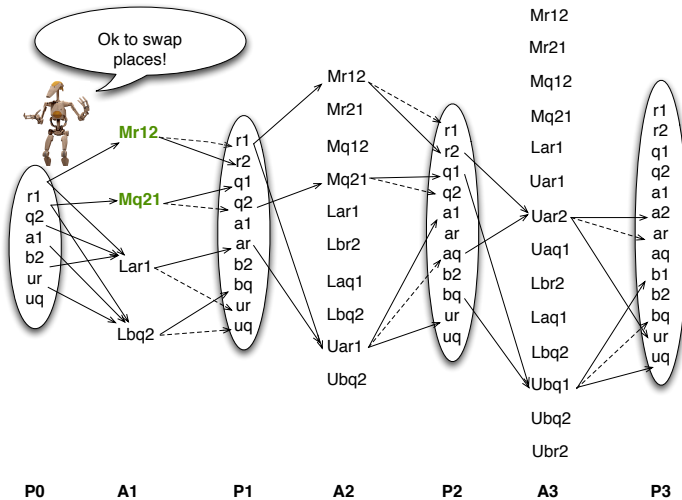 Ok to swap
places!
r1
q2
a1
b2
ur
uq
Mr12
Mq21
Lar1
Lbq2
r1
r2
q1
q2
a1
ar
b2
bq
ur
uq
Mr12
Mr21
Mq12
Mq21
Lar1
Lbr2
Laq1
Lbq2
Uar1
Ubq2
r1
r2
q1
q2
a1
ar
aq
b2
bq
ur
uq
Mr12
Mr21
Mq12
Mq21
Lar1
Uar1
Uar2
Uaq1
Lbr2
Laq1
Lbq2
Ubq1
Ubq2
Ubr2
r1
r2
q1
q2
a1
a2
ar
aq
b1
b2
bq
ur
uq
P0 A1 P1 A2 P2 A3 P3